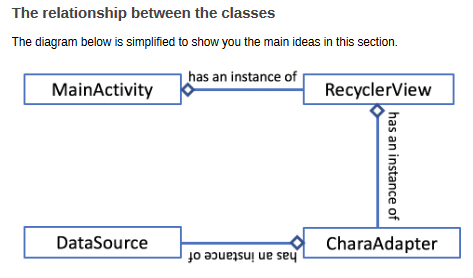 The relationship between the classes
The diagram below is simplified to show you the main ideas in this section.
MainActivity
has an instance of
RecyclerView
has an instance of
DataSource
has an instance of
CharaAdapter